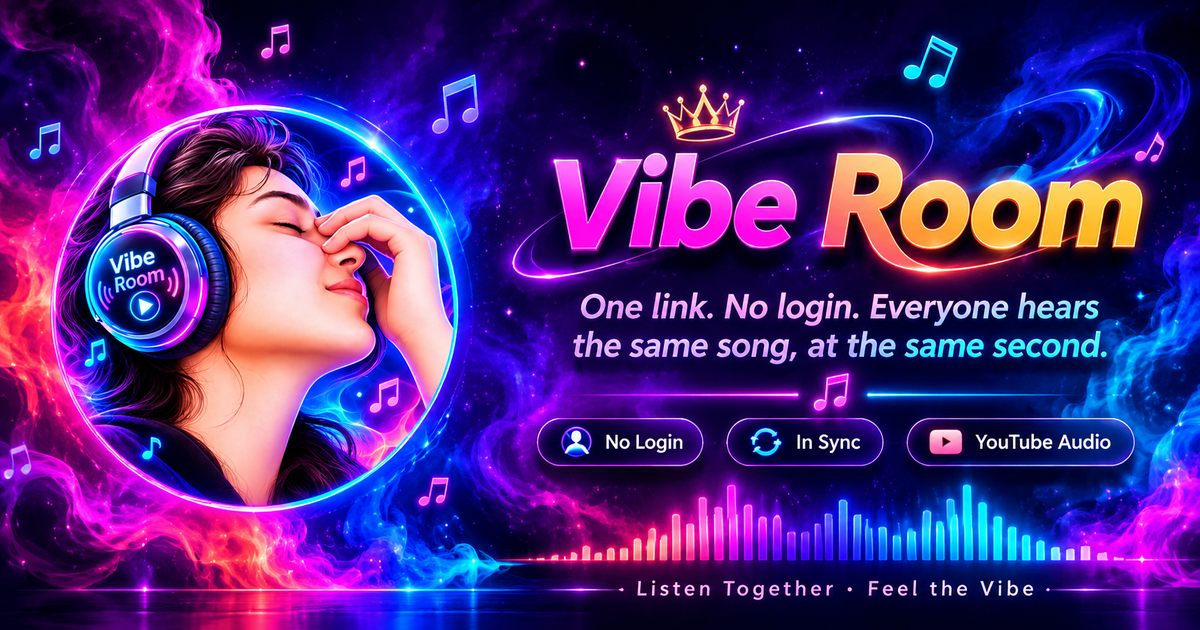 Vibe
Room
Vibe Room
One link. No login. Everyone hears
the same song, at the same second.
No Login
In Sync
YouTube Audio
· Listen Together · Feel the Vibe ·